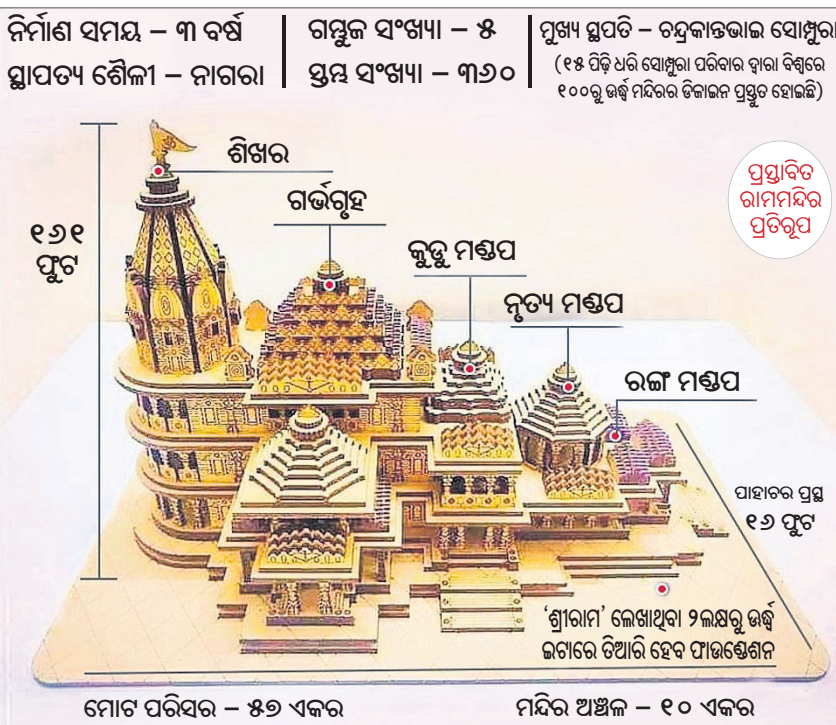 ନିର୍ମାଣ ସମୟ – ୩ ବର୍ଷ
ସ୍ଥାପତ୍ୟ ଶୈଳୀ – ନାଗରା
ଗମ୍ବୁଜ ସଂଖ୍ୟା – ୫
ସ୍ତମ୍ଭ ସଂଖ୍ୟା – ୩୬୦
ମୁଖ୍ୟ ସ୍ଥପତି – ଚନ୍ଦ୍ରକାନ୍ତଭାଇ ସୋମ୍ପୁରା
(୧୫ ପିଢ଼ି ଧରି ସୋମ୍ପୁରା ପରିବାର ଦ୍ୱାରା ବିଶ୍ୱରେ
୧୦୦ରୁ ଊର୍ଦ୍ଧ୍ୱ ମନ୍ଦିରର ଡିଜାଇନ ପ୍ରସ୍ତୁତ ହୋଇଛି)
ଶିଖର
ଗର୍ଭଗୃହ
କୁଡୁ ମଣ୍ଡପ
ନୃତ୍ୟ ମଣ୍ଡପ
ରଙ୍ଗ ମଣ୍ଡପ
ପ୍ରସ୍ତାବିତ
ରାମମନ୍ଦିର
ପ୍ରତିରୂପ
୧୬୧
ଫୁଟ
ପାହାଚର ପ୍ରସ୍ଥ
୧୬ ଫୁଟ
‘ଶ୍ରୀରାମ’ ଲେଖାଥିବା ୨ଲକ୍ଷରୁ ଊର୍ଦ୍ଧ୍ୱ
ଇଟାରେ ତିଆରି ହେବ ଫାଉଣ୍ଡେଶନ
ମୋଟ ପରିସର – ୫୭ ଏକର
ମନ୍ଦିର ଅଞ୍ଚଳ – ୧୦ ଏକର